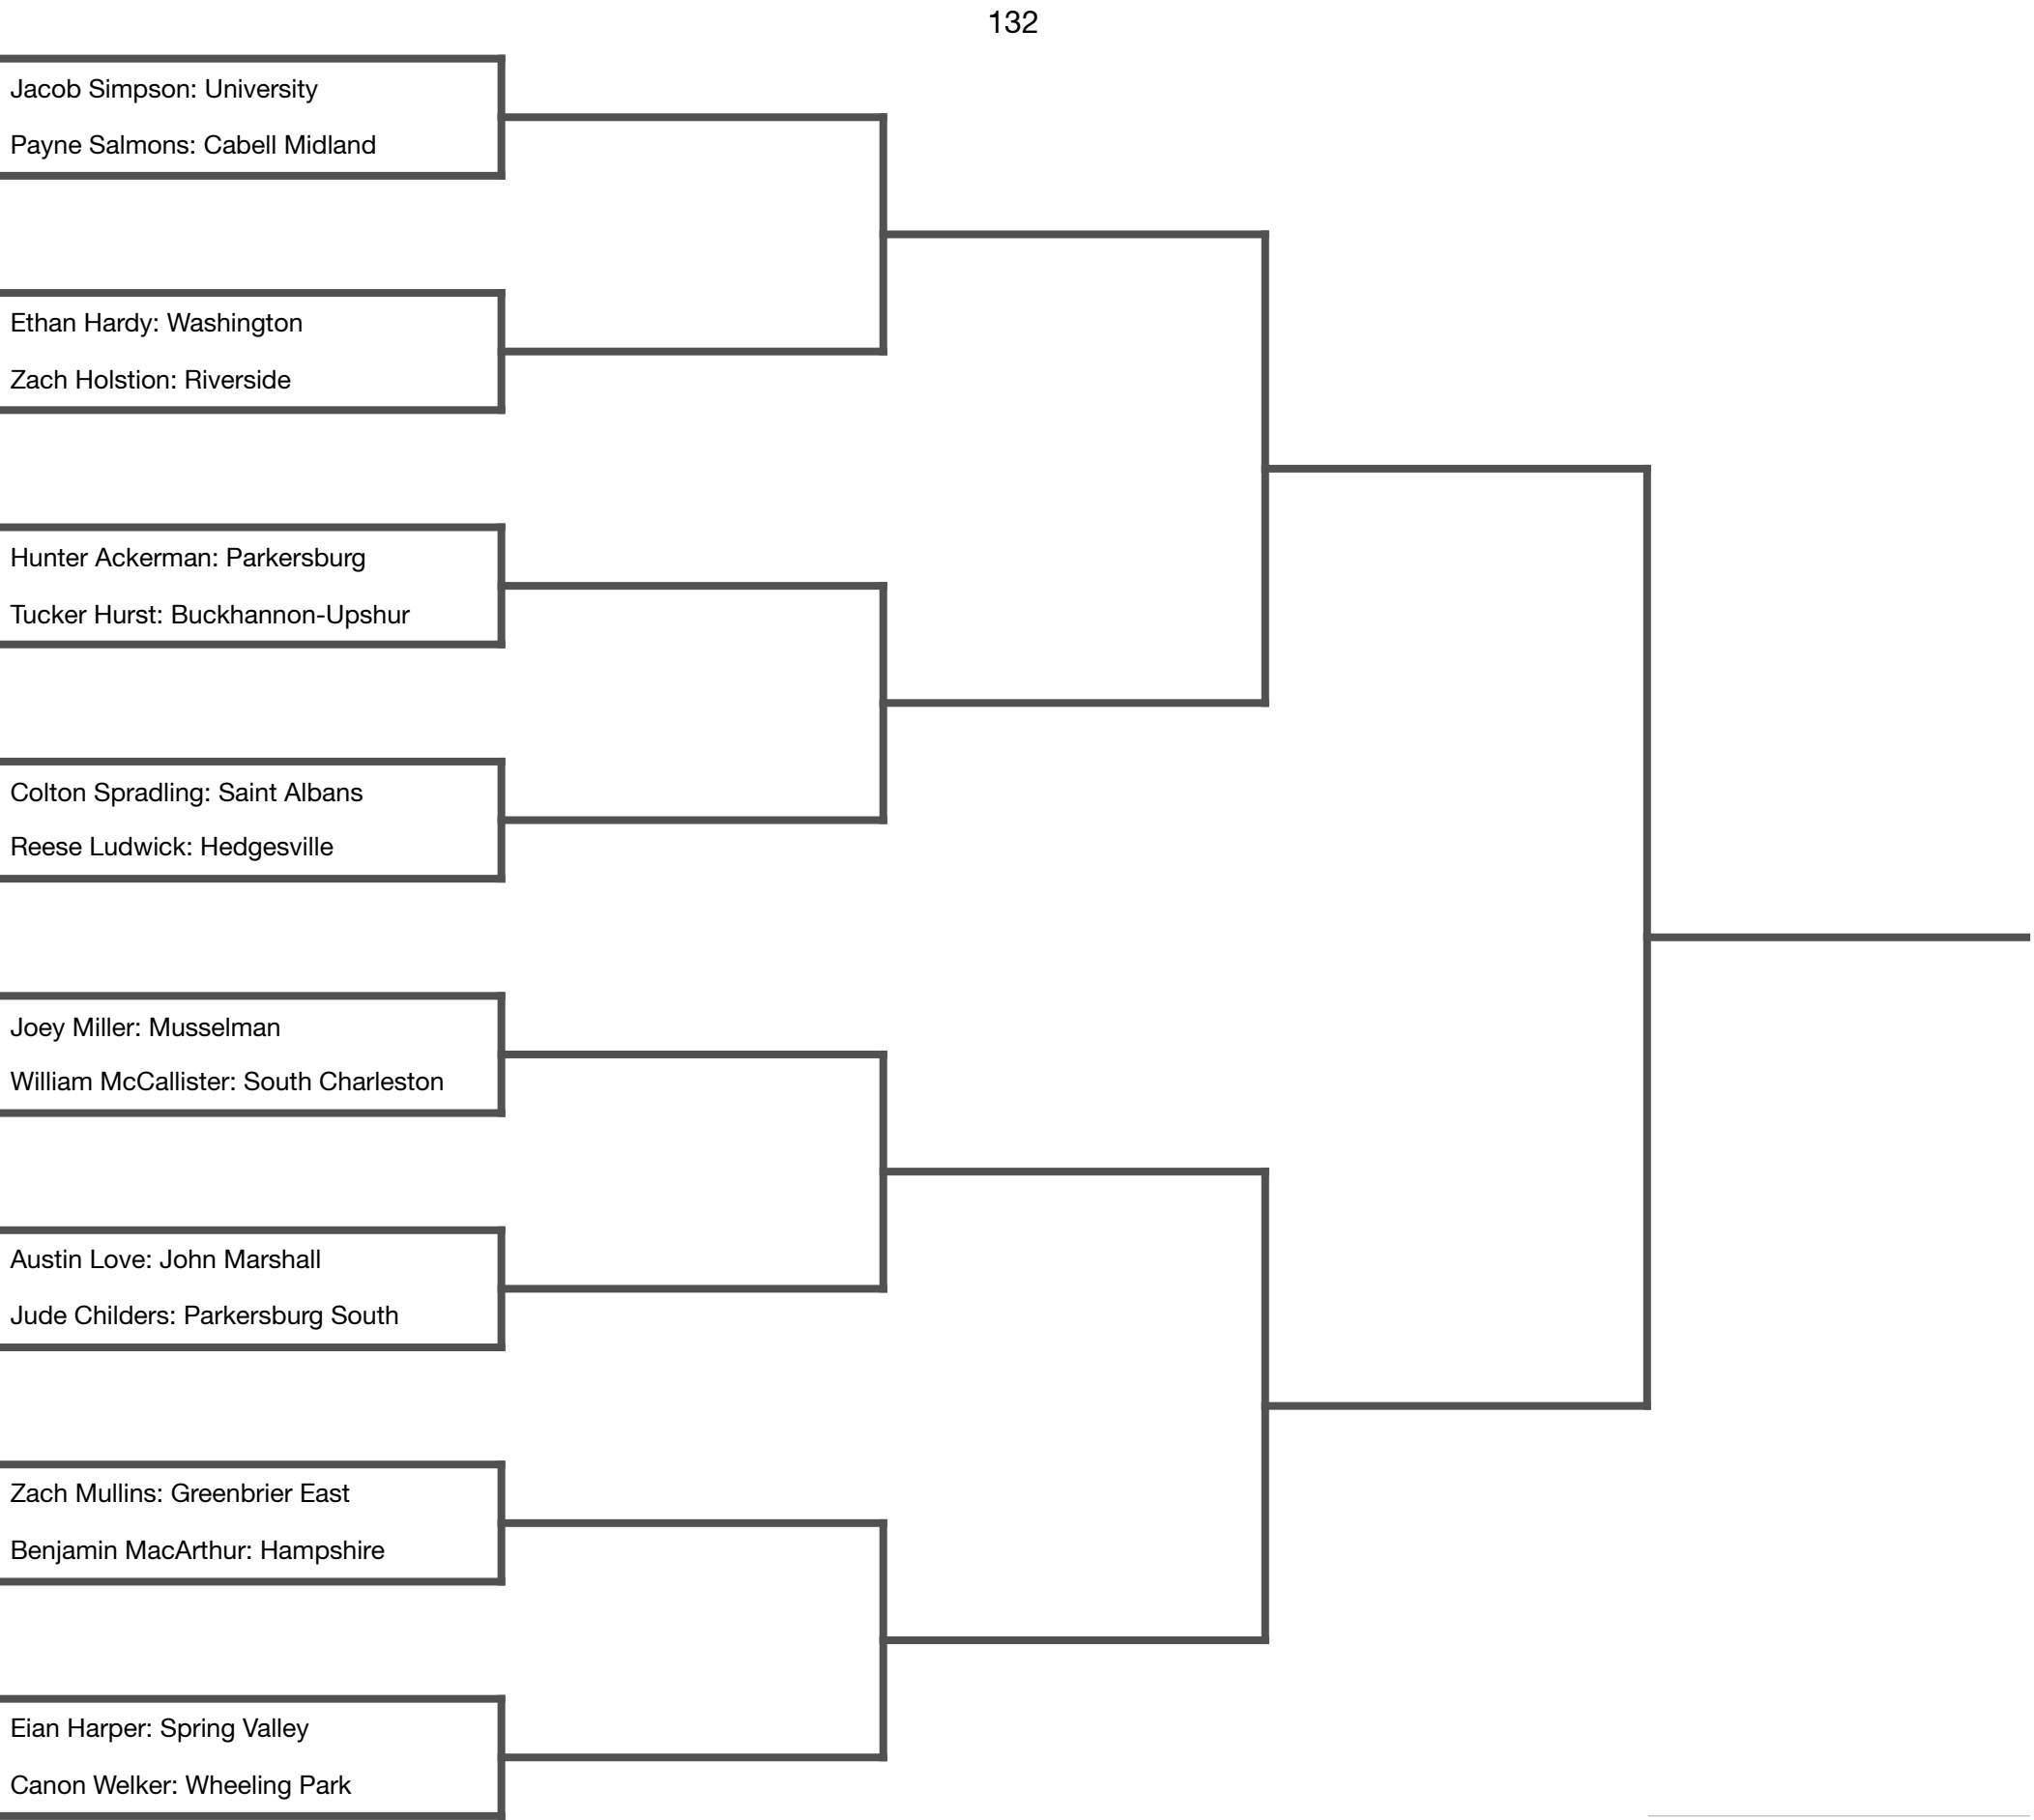 132
Jacob Simpson: University
Payne Salmons: Cabell Midland
Ethan Hardy: Washington
Zach Holstion: Riverside
Hunter Ackerman: Parkersburg
Tucker Hurst: Buckhannon-Upshur
Colton Spradling: Saint Albans
Reese Ludwick: Hedgesville
Joey Miller: Musselman
William McCallister: South Charleston
Austin Love: John Marshall
Jude Childers: Parkersburg South
Zach Mullins: Greenbrier East
Benjamin MacArthur: Hampshire
Eian Harper: Spring Valley
Canon Welker: Wheeling Park